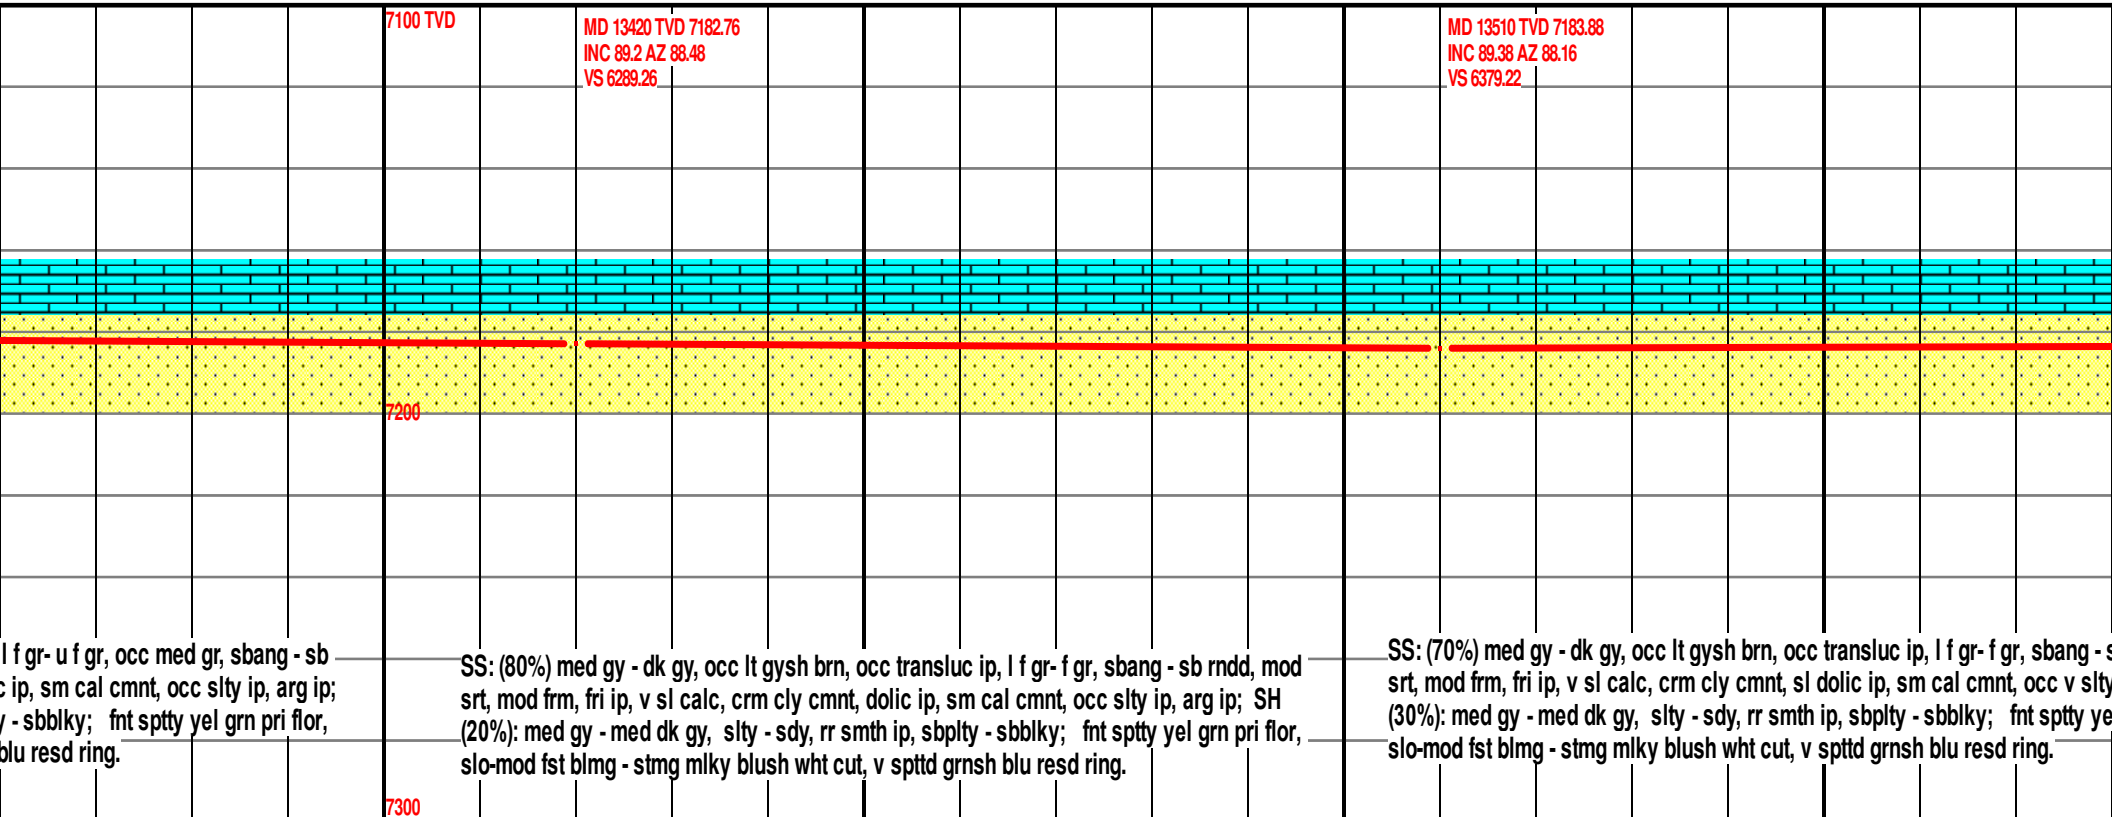 7100 TVD
MD 13420 TVD 7182.76
INC 89.2 AZ 88.48
VS 6289.26
MD 13510 TVD 7183.88
INC 89.38 AZ 88.16
VS 6379.22
7200
l f gr- u f gr, occ med gr, sbang - sb
c ip, sm cal cmnt, occ slty ip, arg ip;
y - sbblky;   fnt sptty yel grn pri flor,
blu resd ring.
SS: (80%) med gy - dk gy, occ lt gysh brn, occ transluc ip, l f gr- f gr, sbang - sb rndd, mod
srt, mod frm, fri ip, v sl calc, crm cly cmnt, dolic ip, sm cal cmnt, occ slty ip, arg ip;  SH
(20%): med gy - med dk gy,  slty - sdy, rr smth ip, sbplty - sbblky;   fnt sptty yel grn pri flor,
slo-mod fst blmg - stmg mlky blush wht cut, v spttd grnsh blu resd ring.
SS: (70%) med gy - dk gy, occ lt gysh brn, occ transluc ip, l f gr- f gr, sbang - s
srt, mod frm, fri ip, v sl calc, crm cly cmnt, sl dolic ip, sm cal cmnt, occ v slty
(30%): med gy - med dk gy,  slty - sdy, rr smth ip, sbplty - sbblky;   fnt sptty ye
slo-mod fst blmg - stmg mlky blush wht cut, v spttd grnsh blu resd ring.
7300